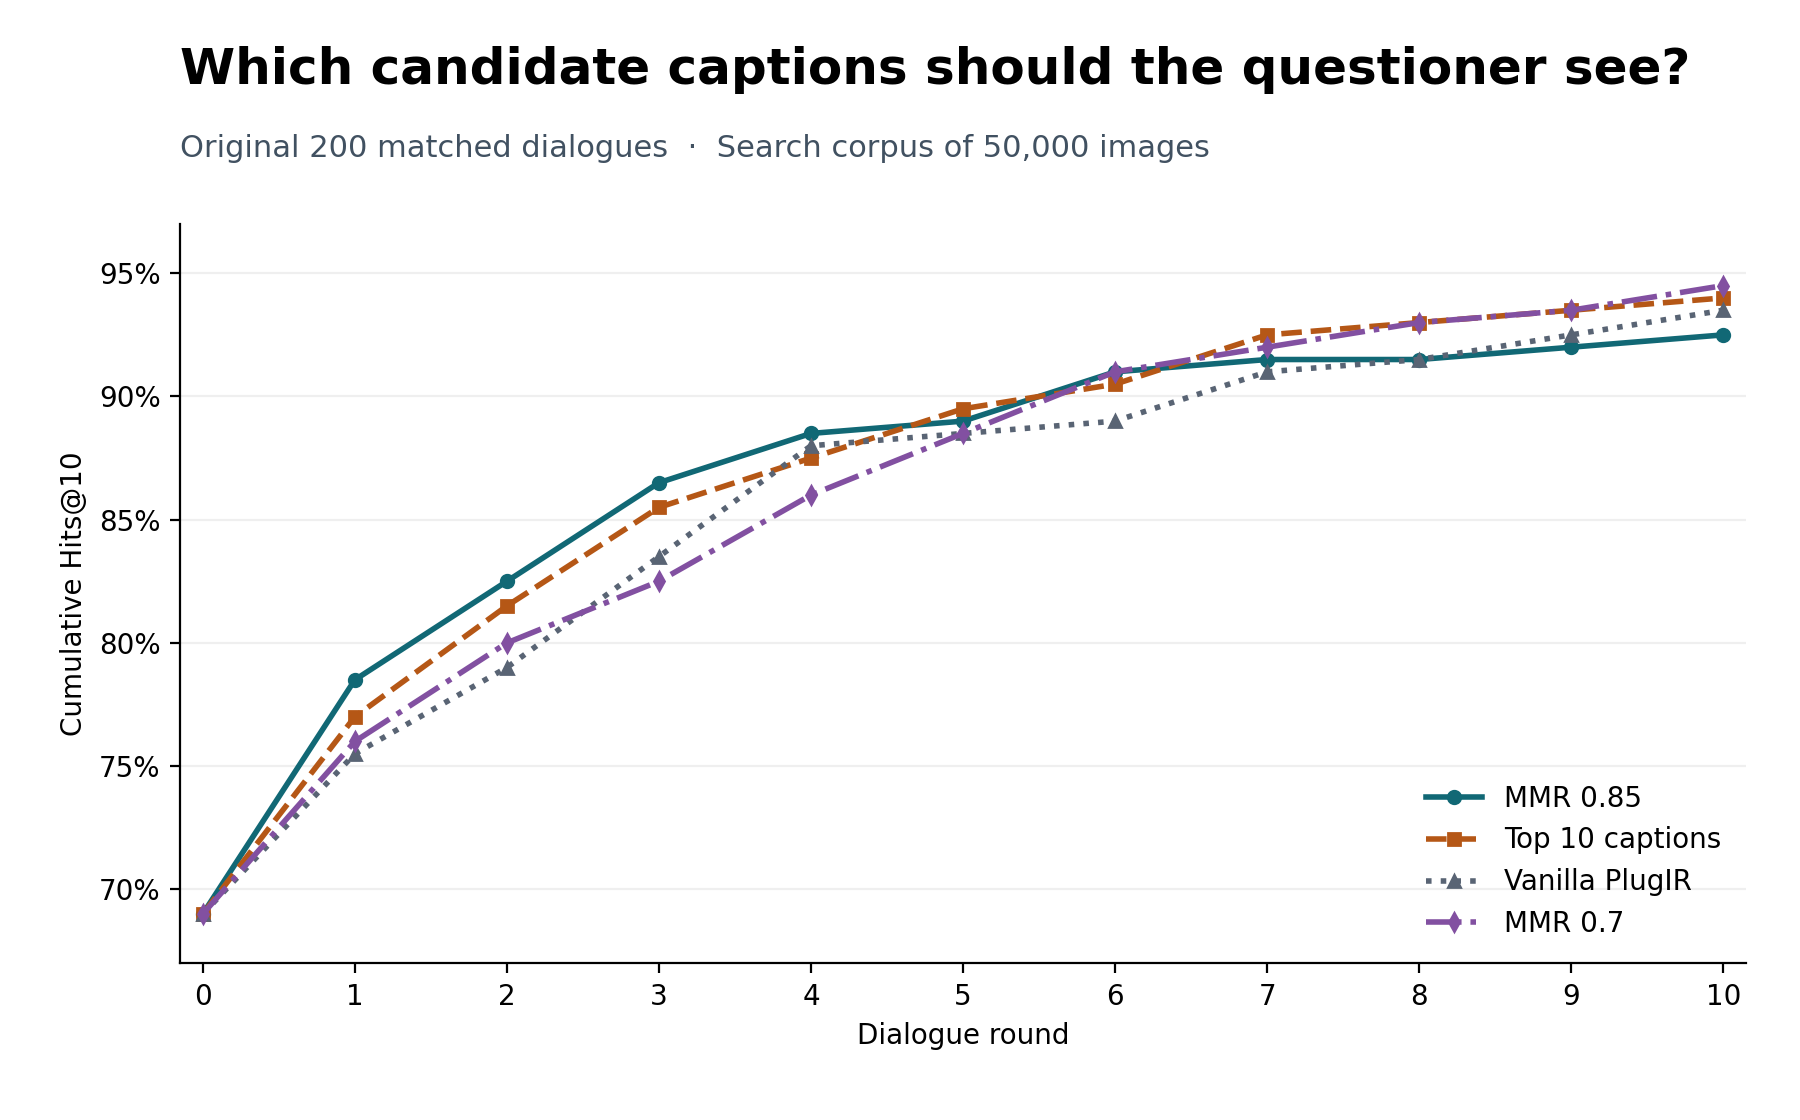 Which candidate captions should the questioner see?
Original 200 matched dialogues · Search corpus of 50,000 images
Cumulative Hits@10
95%
90%
85%
80%
75%
70%
MMR 0.85
Top 10 captions
Vanilla PlugIR
MMR 0.7
0 1 2 3 4 5 6 7 8 9 10
Dialogue round